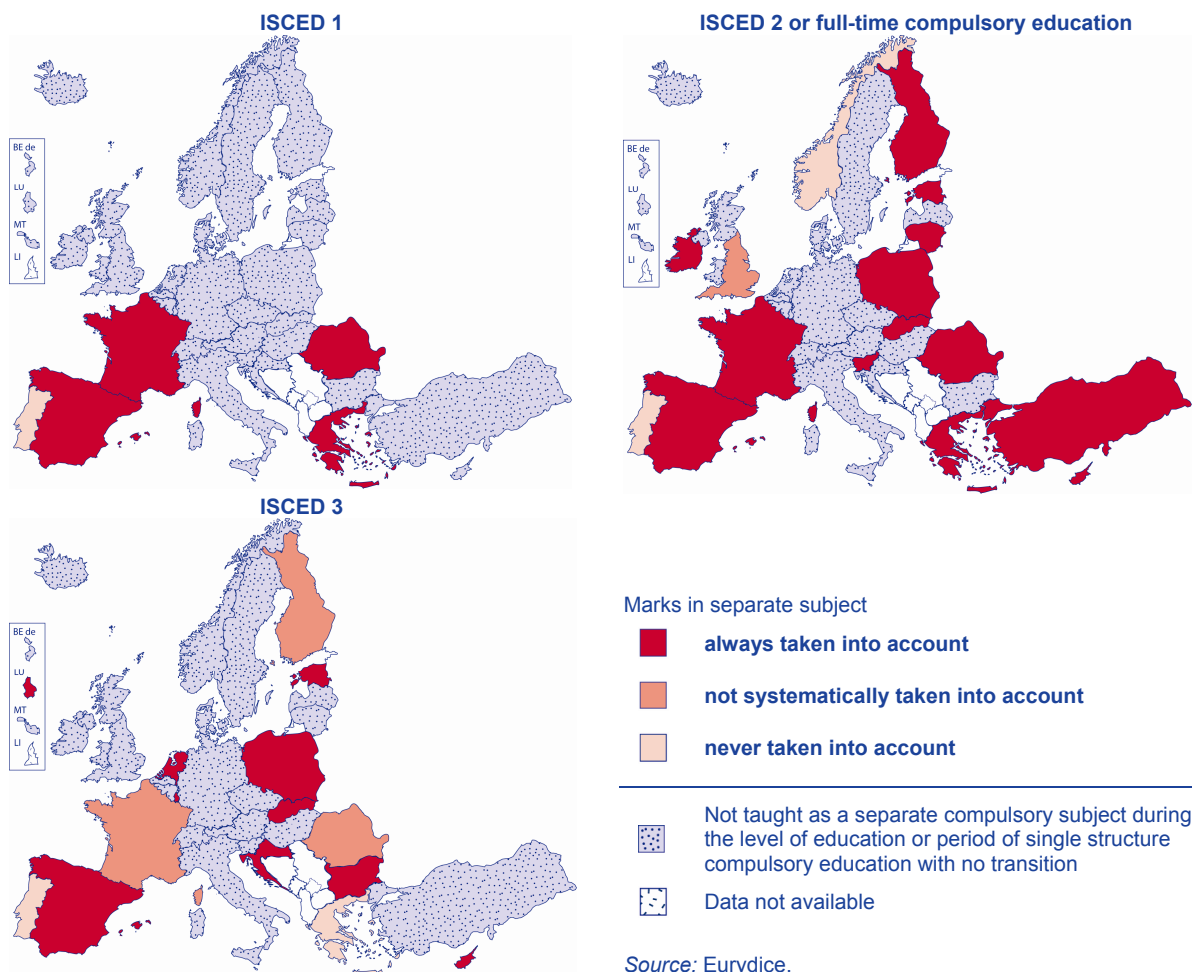 ISCED 1
ISCED 2 or full-time compulsory education
BE de
LU
MT
LI
BE de
LU
MT
LI
ISCED 3
BE de
LU
MT
LI
Marks in separate subject
always taken into account
not systematically taken into account
never taken into account
Not taught as a separate compulsory subject during
the level of education or period of single structure
compulsory education with no transition
Data not available
Source: Eurydice.